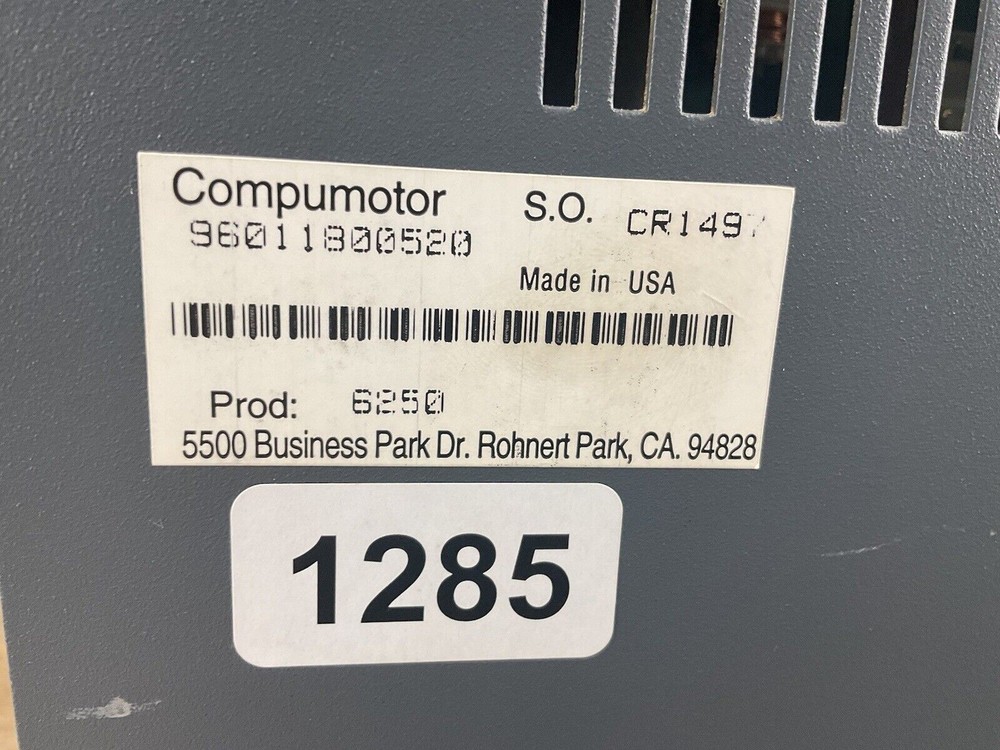 Compumotor S.O. CR1497
96011800520
Made in USA
Prod: 6250
5500 Business Park Dr. Rohnert Park, CA. 94828
1285